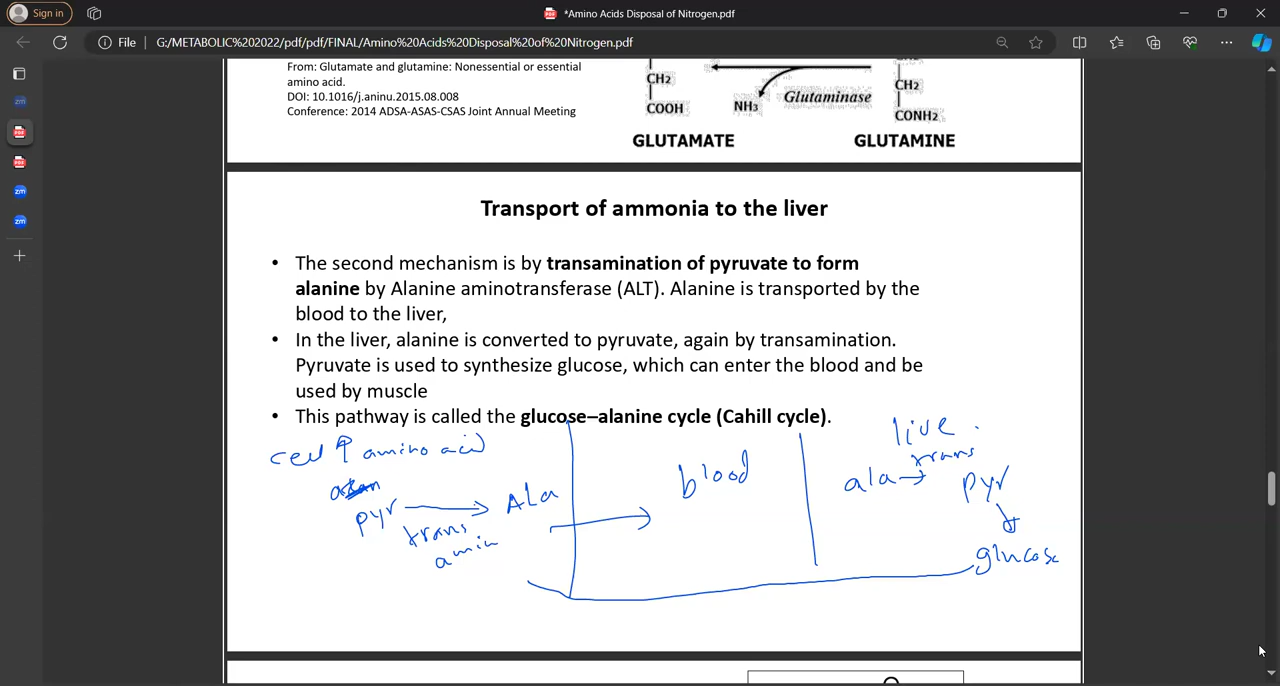 Sign in
*Amino Acids Disposal of Nitrogen.pdf
File G:/METABOLIC%202022/pdf/pdf/FINAL/Amino%20Acids%20Disposal%20of%20Nitrogen.pdf
zm
zm
zm
From: Glutamate and glutamine: Nonessential or essential
amino acid.
DOI: 10.1016/j.aninu.2015.08.008
Conference: 2014 ADSA-ASAS-CSAS Joint Annual Meeting
CH2
COOH
NH3
Glutaminase
CH2
CONH2
GLUTAMATE
GLUTAMINE
Transport of ammonia to the liver
• The second mechanism is by transamination of pyruvate to form
alanine by Alanine aminotransferase (ALT). Alanine is transported by the
blood to the liver,
• In the liver, alanine is converted to pyruvate, again by transamination.
Pyruvate is used to synthesize glucose, which can enter the blood and be
used by muscle
• This pathway is called the glucose–alanine cycle (Cahill cycle).
cell ↑ amino acid
pyr → Ala
trans
amin
blood
live
trans
ala → pyr
glucose